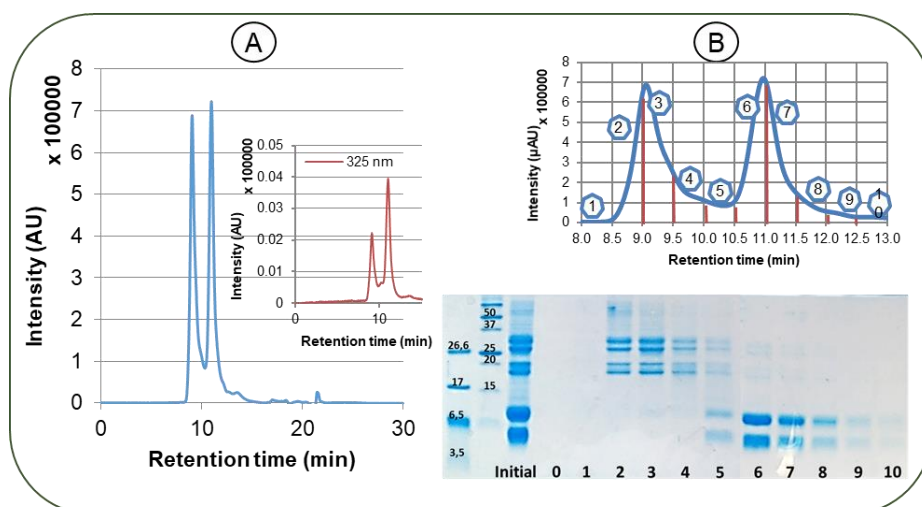 A
8
7
6
5
4
3
2
1
0
x 100000
Intensity (AU)
0 10 20 30
Retention time (min)
0.05
0.04
0.03
0.02
0.01
0
x 100000
Intensity (AU)
325 nm
0 10
Retention time (min)
B
8
7
6
5
4
3
2
1
0
x 100000
Intensity (µAU)
1 2 3 4 5 6 7 8 9 10
8.0 8.5 9.0 9.5 10.0 10.5 11.0 11.5 12.0 12.5 13.0
Retention time (min)
50
37
26,6 25
20
17 15
6,5
3,5
Initial 0 1 2 3 4 5 6 7 8 9 10